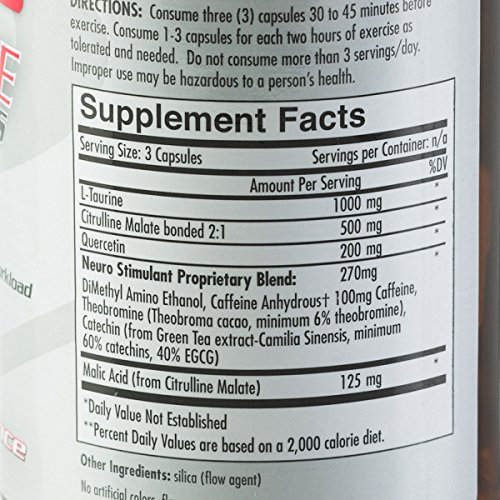 DIRECTIONS: Consume three (3) capsules 30 to 45 minutes before
exercise. Consume 1-3 capsules for each two hours of exercise as
tolerated and needed. Do not consume more than 3 servings/day.
Improper use may be hazardous to a person's health.
Supplement Facts
Serving Size: 3 Capsules Servings per Container: n/a
Amount Per Serving %DV
L-Taurine 1000 mg *
Citrulline Malate bonded 2:1 500 mg *
Quercetin 200 mg *
Neuro Stimulant Proprietary Blend: 270mg *
DiMethyl Amino Ethanol, Caffeine Anhydrous† 100mg Caffeine,
Theobromine (Theobroma cacao, minimum 6% theobromine),
Catechin (from Green Tea extract-Camilia Sinensis, minimum
60% catechins, 40% EGCG)
Malic Acid (from Citrulline Malate) 125 mg *
*Daily Value Not Established
**Percent Daily Values are based on a 2,000 calorie diet.
Other Ingredients: silica (flow agent)
No artificial colors,